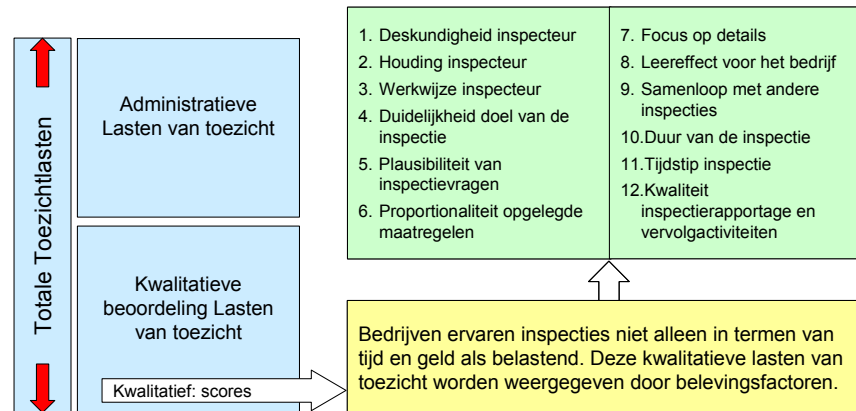 Totale Toezichtlasten
Administratieve
Lasten van toezicht
Kwalitatieve
beoordeling Lasten
van toezicht
Kwalitatief: scores
1. Deskundigheid inspecteur
2. Houding inspecteur
3. Werkwijze inspecteur
4. Duidelijkheid doel van de
inspectie
5. Plausibiliteit van
inspectievragen
6. Proportionaliteit opgelegde
maatregelen
7. Focus op details
8. Leereffect voor het bedrijf
9. Samenloop met andere
inspecties
10.Duur van de inspectie
11.Tijdstip inspectie
12.Kwaliteit
inspectierapportage en
vervolgactiviteiten
Bedrijven ervaren inspecties niet alleen in termen van
tijd en geld als belastend. Deze kwalitatieve lasten van
toezicht worden weergegeven door belevingsfactoren.